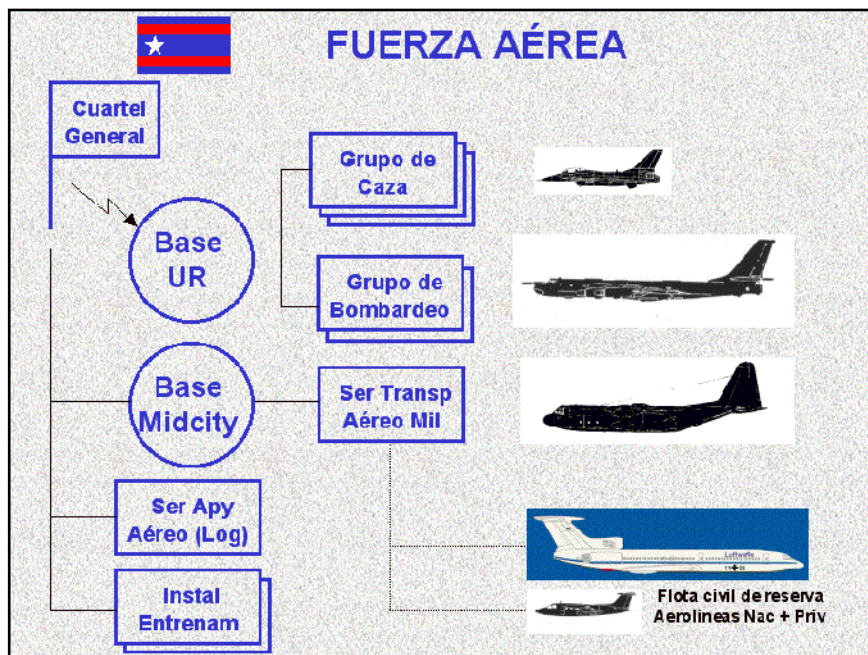 FUERZA AÉREA
Cuartel
General
Base
UR
Grupo de
Caza
Grupo de
Bombardeo
Base
Midcity
Ser Transp
Aéreo Mil
Ser Apy
Aéreo (Log)
Instal
Entrenam
Luftwaffe
Flota civil de reserva
Aerolineas Nac + Priv